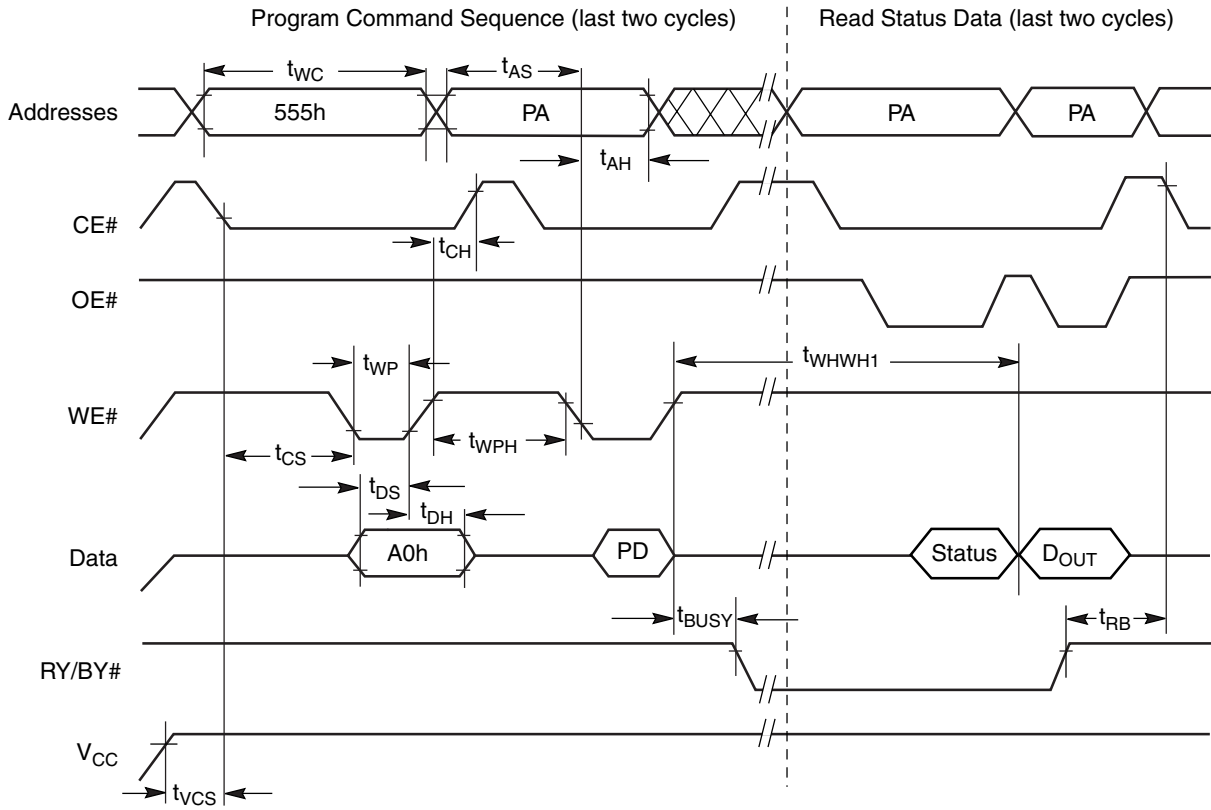 Program Command Sequence (last two cycles)
Read Status Data (last two cycles)
tWC
tAS
Addresses
555h
PA
PA
PA
tAH
CE#
tCH
OE#
tWP
tWHWH1
WE#
tCS
tWPH
tDS
tDH
Data
A0h
PD
Status
DOUT
tBUSY
tRB
RY/BY#
VCC
tVCS